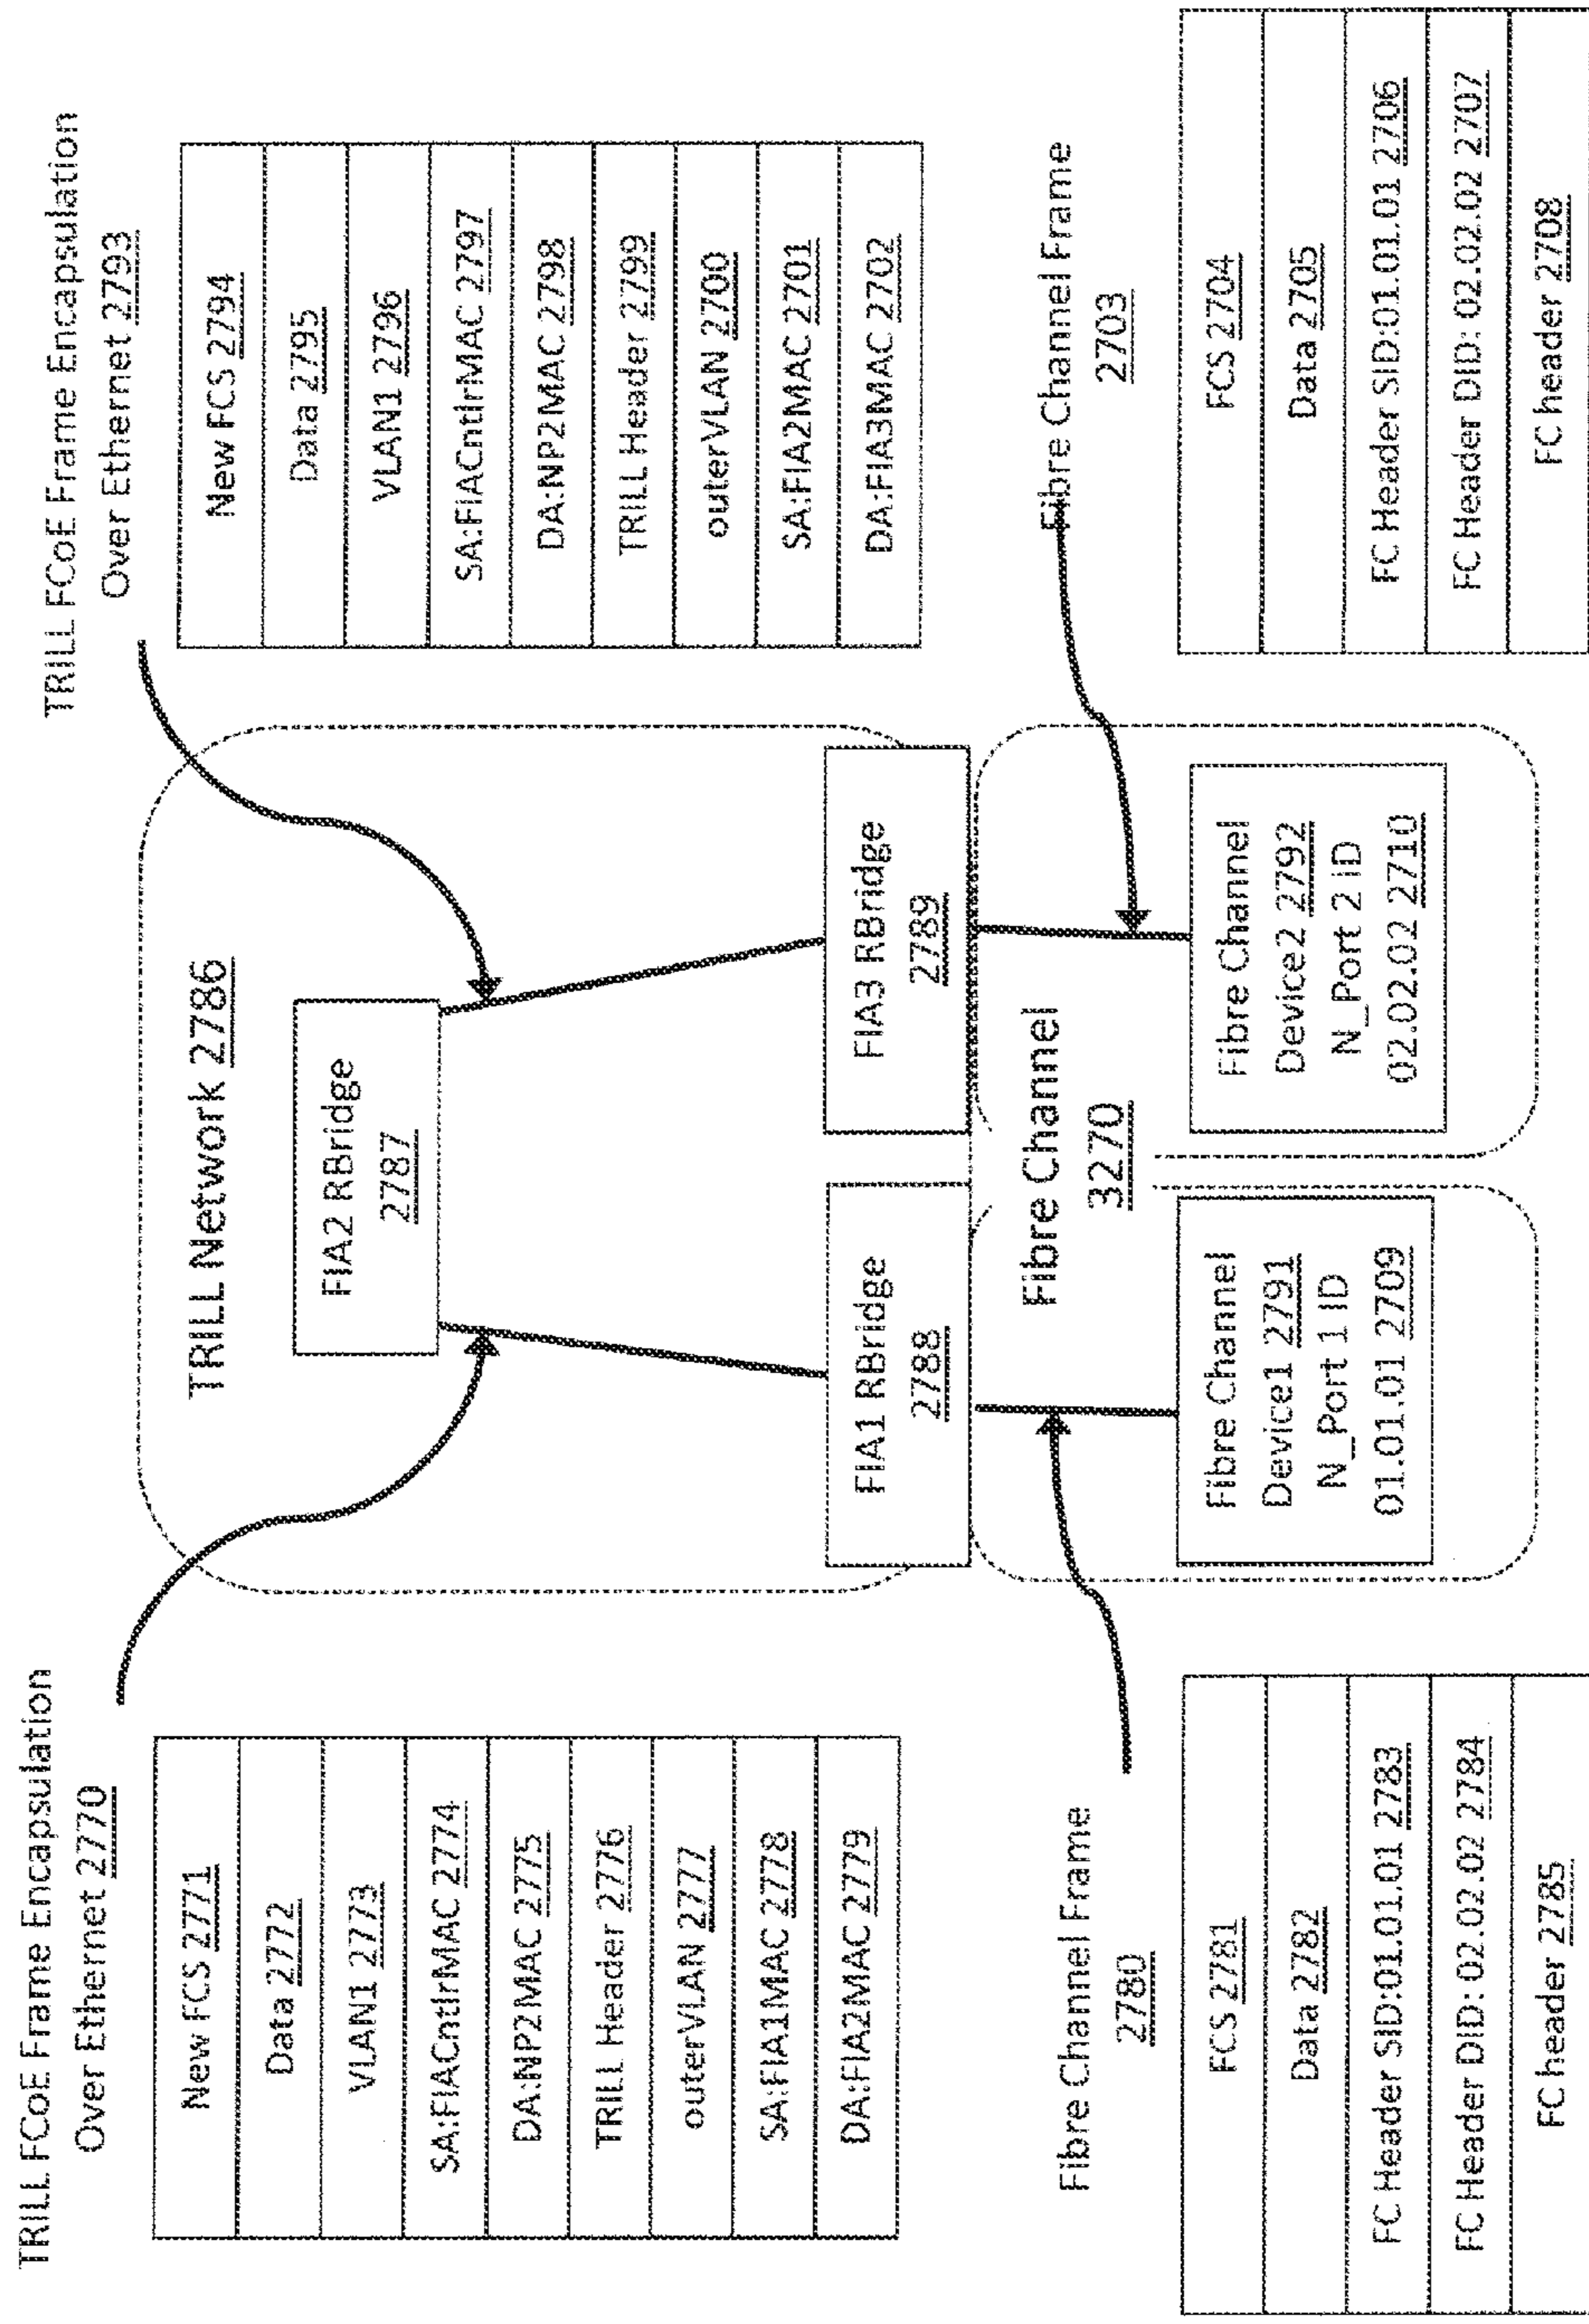 TRILL FCoE Frame Encapsulation
Over Ethernet 2770
New FCS 2771
Data 2772
VLAN1 2773
SA:FIACntlrMAC 2774
DA:NP2MAC 2775
TRILL Header 2776
outerVLAN 2777
SA:FIA1MAC 2778
DA:FIA2MAC 2779
Fibre Channel Frame
2780
FCS 2781
Data 2782
FC Header SID:01.01.01 2783
FC Header DID: 02.02.02 2784
FC header 2785
TRILL Network 2786
FIA2 RBridge
2787
FIA1 RBridge
2788
FIA3 RBridge
2789
Fibre Channel
3270
Fibre Channel
Device1 2791
N_Port 1 ID
01.01.01 2709
Fibre Channel
Device2 2792
N_Port 2 ID
02.02.02 2710
TRILL FCoE Frame Encapsulation
Over Ethernet 2793
New FCS 2794
Data 2795
VLAN1 2796
SA:FIACntlrMAC 2797
DA:NP2MAC 2798
TRILL Header 2799
outerVLAN 2700
SA:FIA2MAC 2701
DA:FIA3MAC 2702
Fibre Channel Frame
2703
FCS 2704
Data 2705
FC Header SID:01.01.01 2706
FC Header DID: 02.02.02 2707
FC header 2708